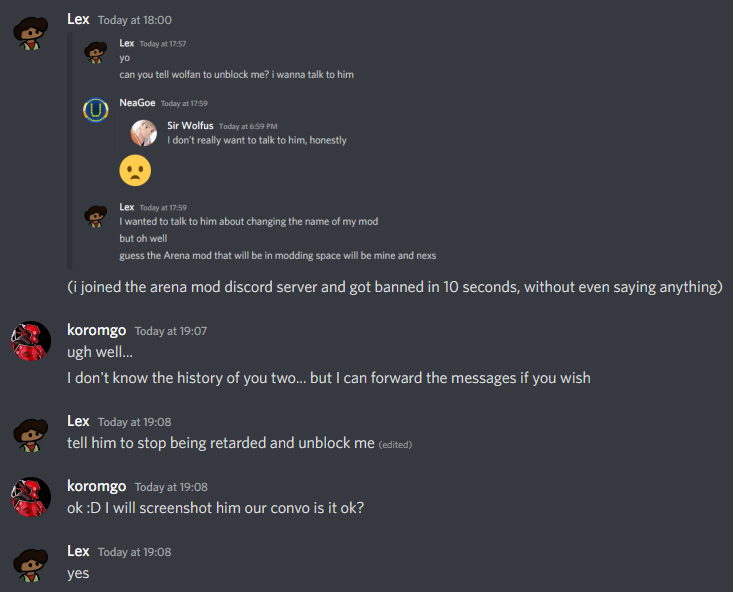 Lex Today at 18:00
Lex Today at 17:57
yo
can you tell wolfan to unblock me? i wanna talk to him
NeaGoe Today at 17:59
Sir Wolfus Today at 6:59 PM
I don't really want to talk to him, honestly
Lex Today at 17:59
I wanted to talk to him about changing the name of my mod
but oh well
guess the Arena mod that will be in modding space will be mine and nexs
(i joined the arena mod discord server and got banned in 10 seconds, without even saying anything)
koromgo Today at 19:07
ugh well...
I don't know the history of you two... but I can forward the messages if you wish
Lex Today at 19:08
tell him to stop being retarded and unblock me (edited)
koromgo Today at 19:08
ok :D I will screenshot him our convo is it ok?
Lex Today at 19:08
yes